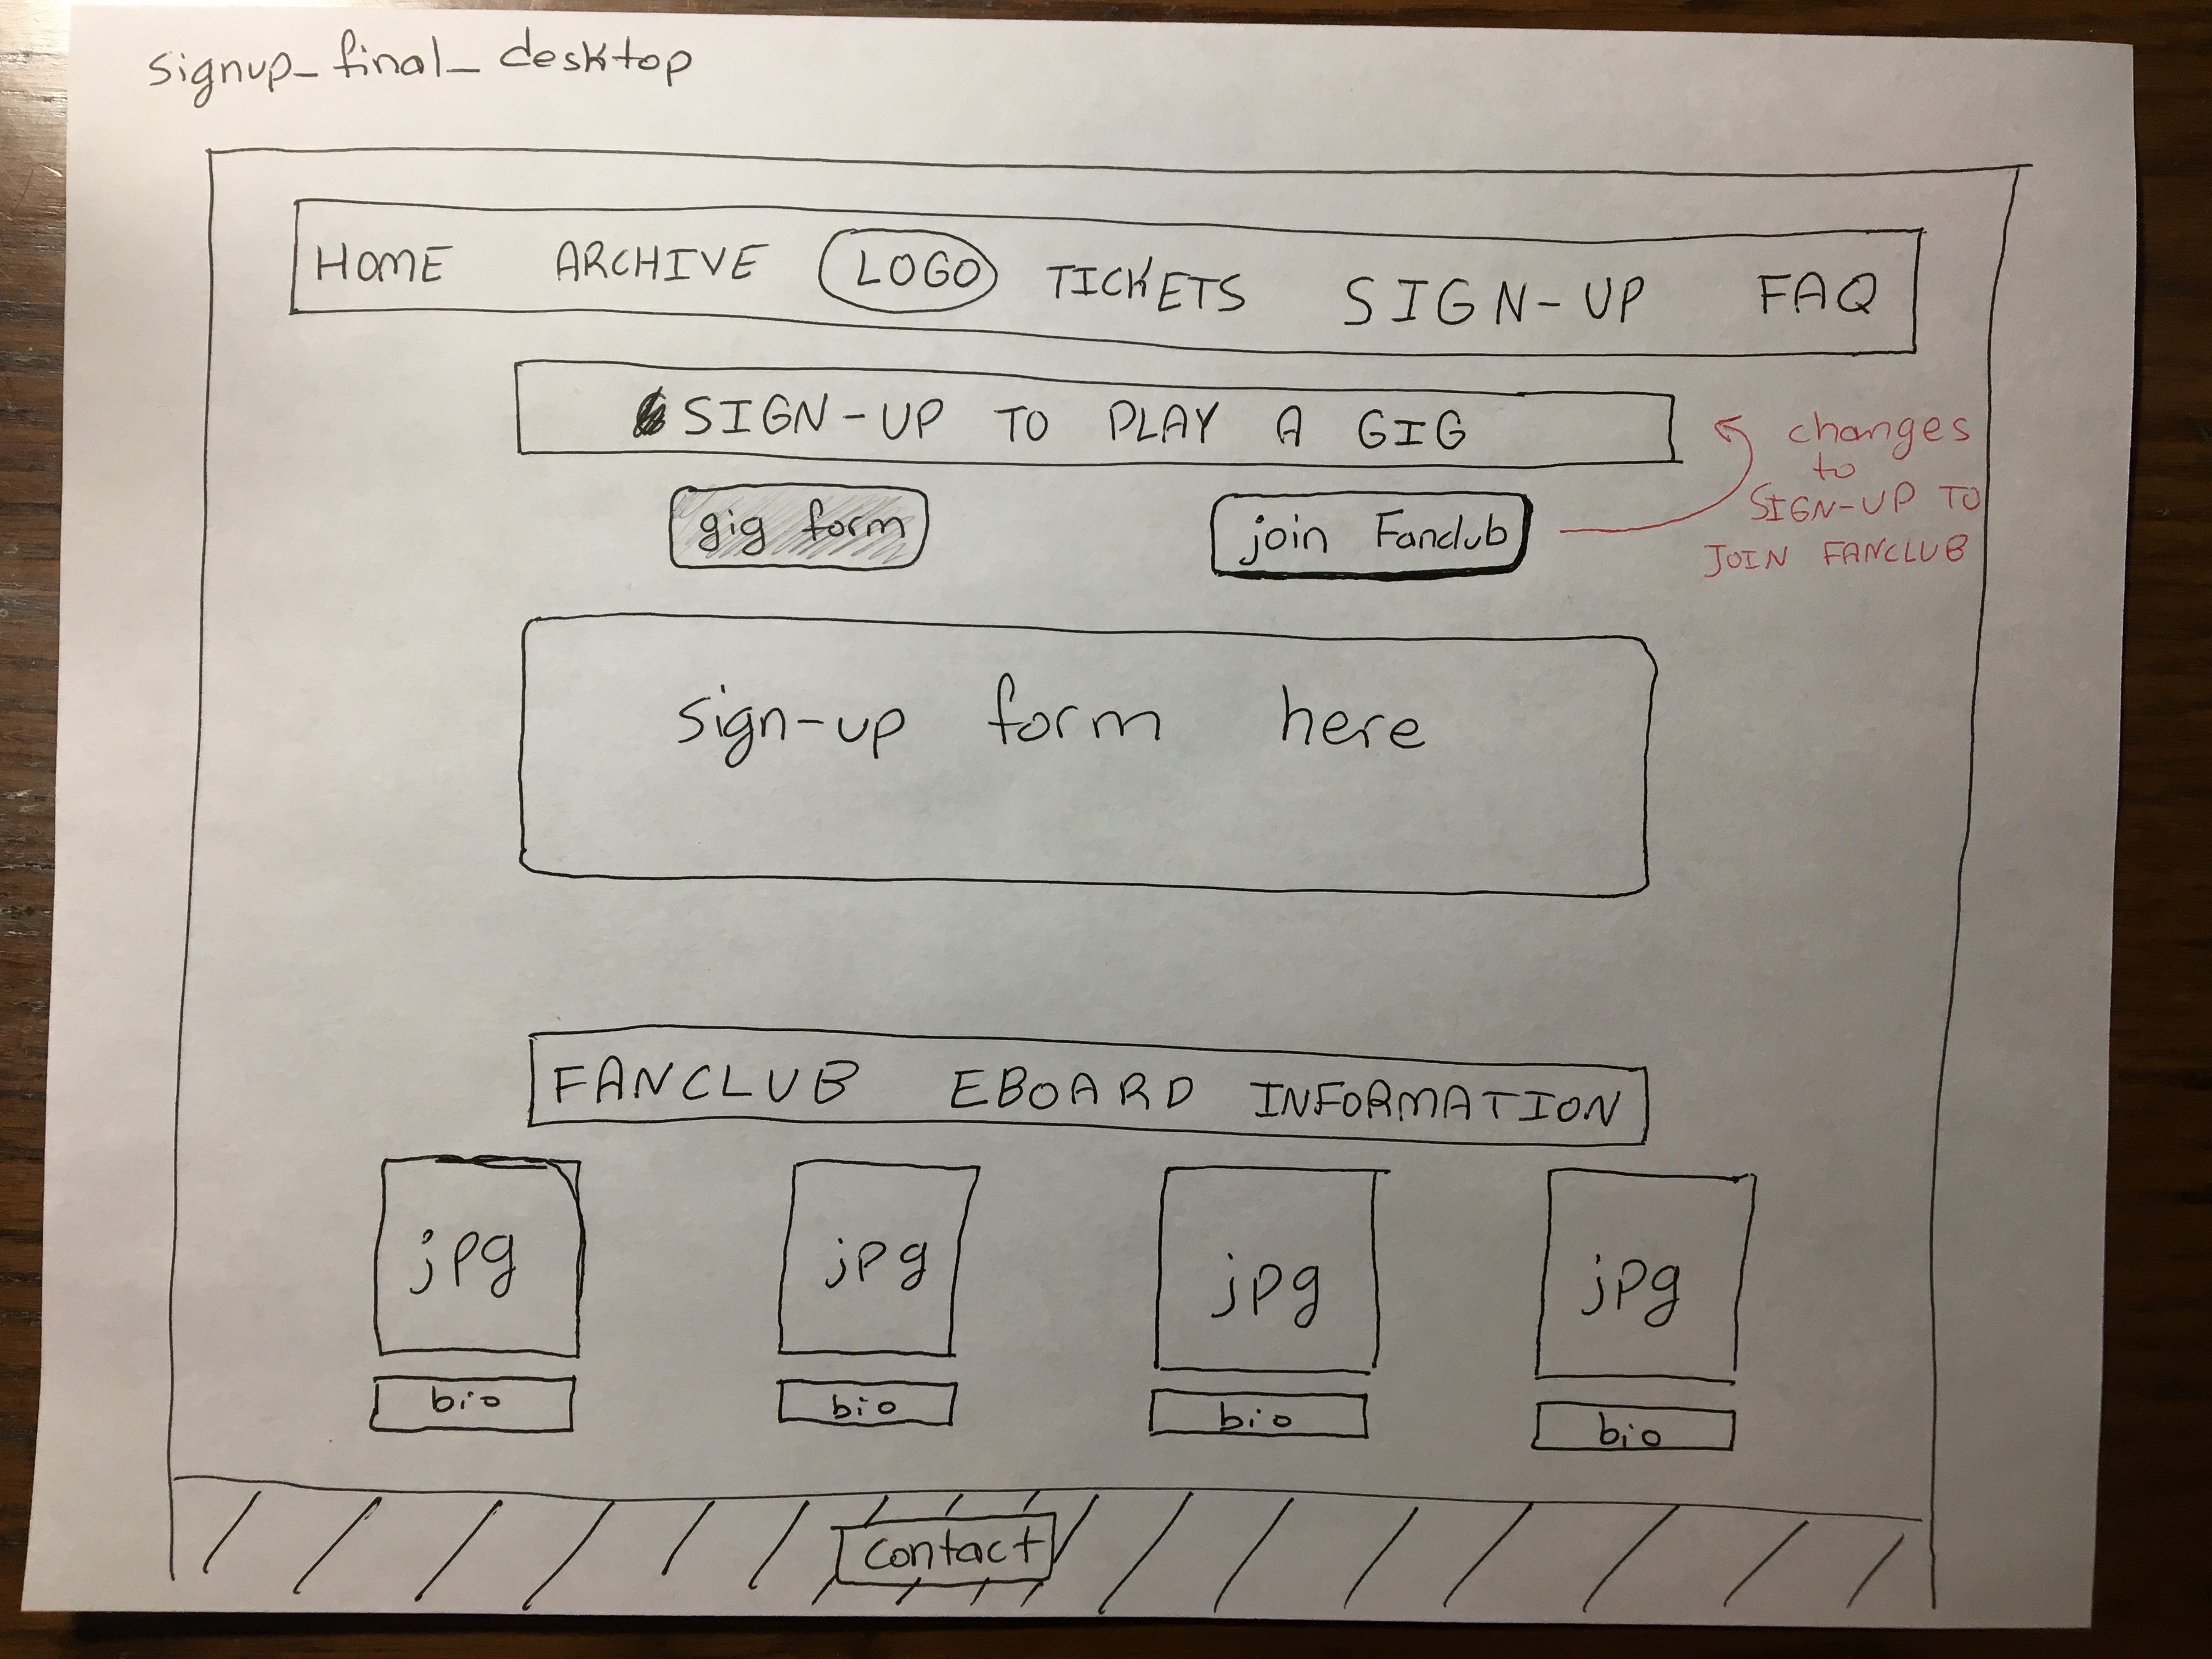 signup_final_desktop
HOME ARCHIVE LOGO TICKETS SIGN-UP FAQ
SIGN-UP TO PLAY A GIG
changes
to
SIGN-UP TO
JOIN FANCLUB
gig form
join Fanclub
sign-up form here
FANCLUB EBOARD INFORMATION
jpg jpg jpg jpg
bio bio bio bio
contact